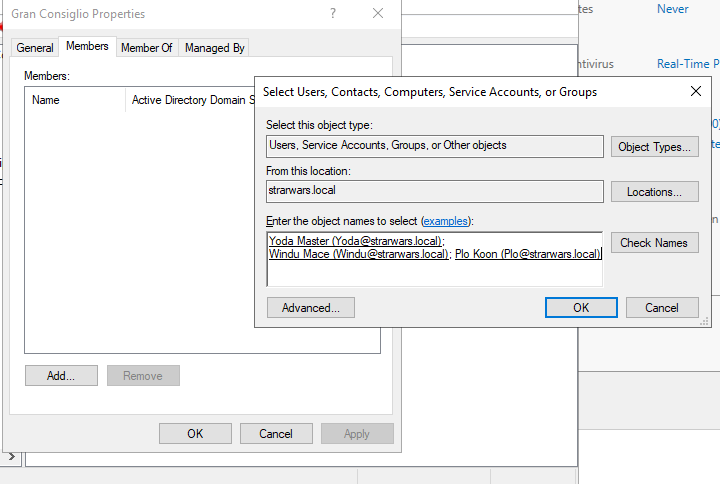 Gran Consiglio Properties
?
General Members Member Of Managed By
Members:
Name Active Directory Domain S
Add... Remove
OK Cancel Apply
Select Users, Contacts, Computers, Service Accounts, or Groups
Select this object type:
Users, Service Accounts, Groups, or Other objects
Object Types...
From this location:
strarwars.local
Locations...
Enter the object names to select (examples):
Yoda Master (Yoda@strarwars.local);
Windu Mace (Windu@strarwars.local); Plo Koon (Plo@strarwars.local)
Check Names
Advanced... OK Cancel
tes Never
ntivirus Real-Time P